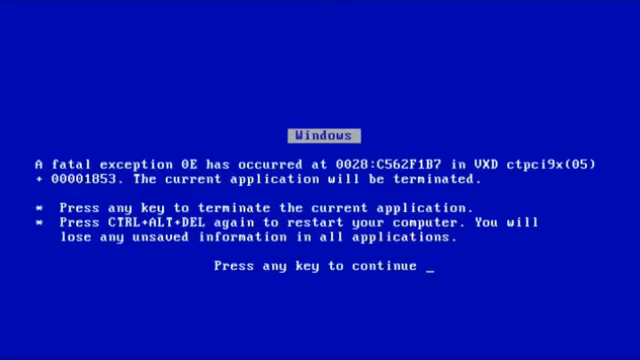 Windows
A fatal exception 0E has occurred at 0028:C562F1B7 in VXD ctpci9x(05)
+ 00001853. The current application will be terminated.
* Press any key to terminate the current application.
* Press CTRL+ALT+DEL again to restart your computer. You will
lose any unsaved information in all applications.
Press any key to continue _